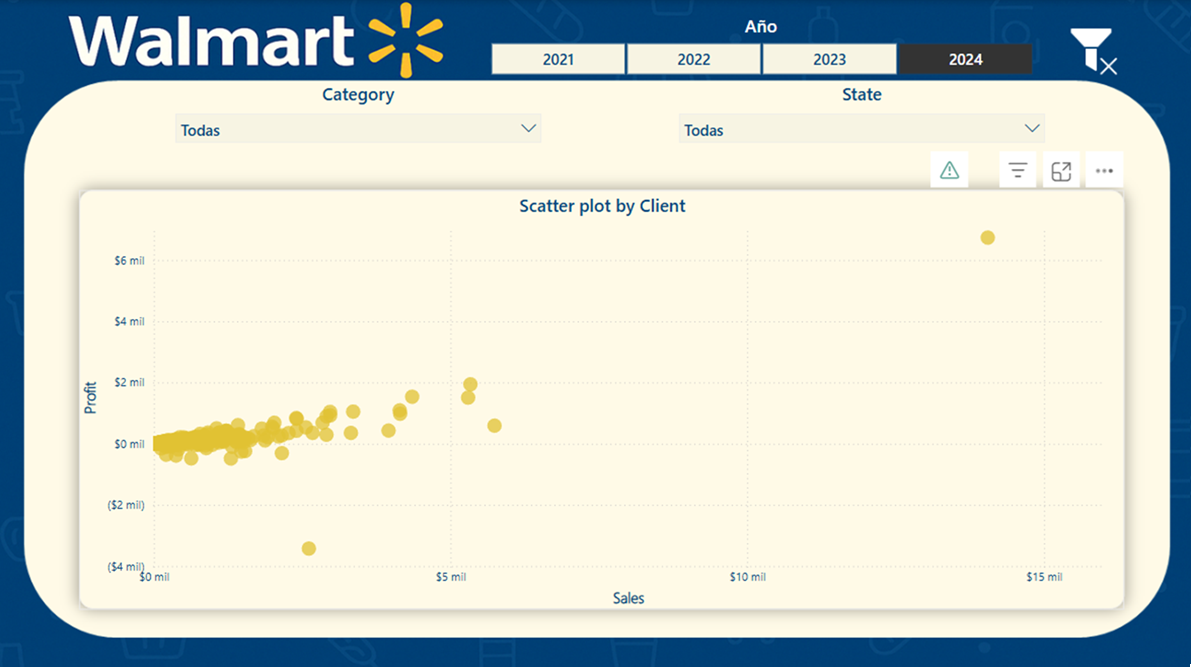 Walmart
Año
2021 2022 2023 2024
Category State
Todas Todas
Scatter plot by Client
$6 mil
$4 mil
$2 mil
$0 mil
($2 mil)
($4 mil)
Profit
$0 mil $5 mil $10 mil $15 mil
Sales